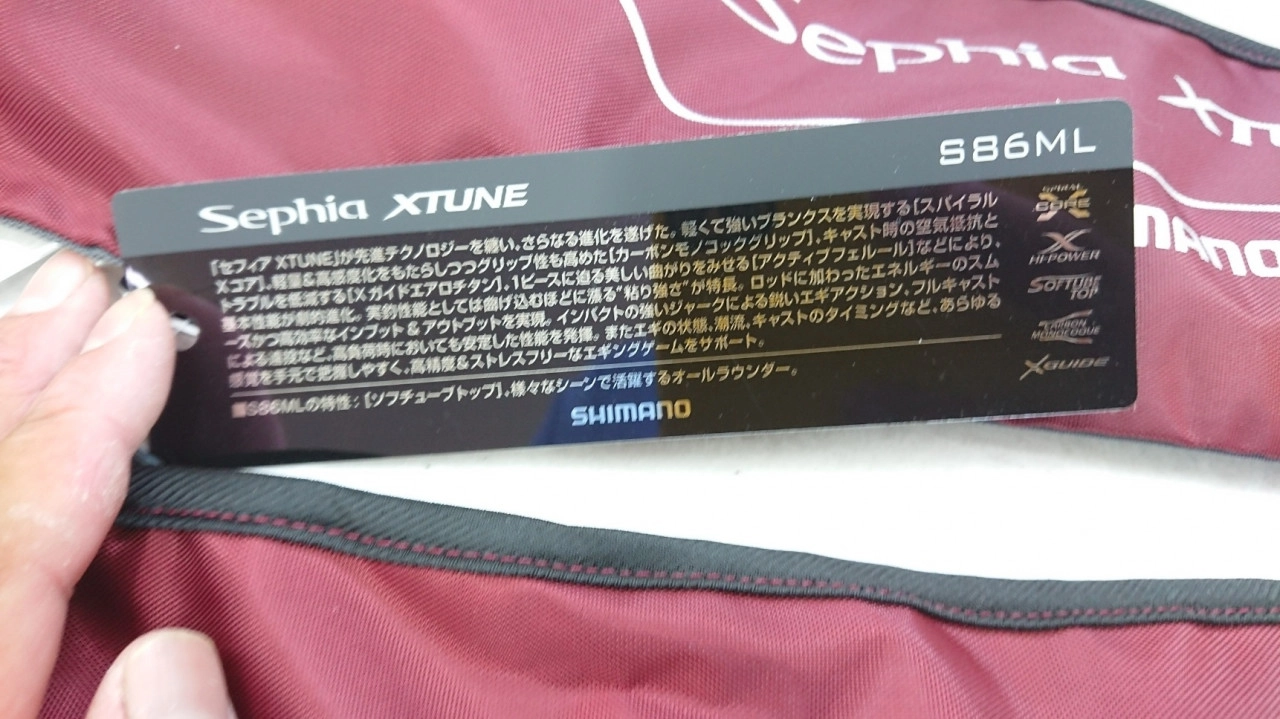 Sephia XTUNE
SHIMANO
Sephia XTUNE
S86ML
「セフィア XTUNE」が先進テクノロジーを纏い、さらなる進化を遂げた。軽くて強いブランクスを実現する[スパイラル
Xコア]、軽量&高感度化をもたらしつつグリップ性も高めた[カーボンモノコックグリップ]、キャスト時の空気抵抗と
トラブルを低減する[Xガイドエアロチタン]、1ピースに迫る美しい曲がりをみせる[アクティブフェルール]などにより、
基本性能が劇的進化。実釣性能としては曲げ込むほどに漲る"粘り強さ"が特長。ロッドに加わったエネルギーのスム
ーズかつ高効率なインプット&アウトプットを実現。インパクトの強いジャークによる鋭いエギアクション、フルキャスト
による遠投など、高負荷時においても安定した性能を発揮。またエギの状態、潮流、キャストのタイミングなど、あらゆる
感覚を手元で把握しやすく、高精度&ストレスフリーなエギングゲームをサポート。
■S86MLの特性:[ソフチューブトップ]。様々なシーンで活躍するオールラウンダー。
SHIMANO
SPIRAL
X CORE
HI-POWER
SOFTUBE
TOP
CARBON
MONOCOQUE
XGUIDE